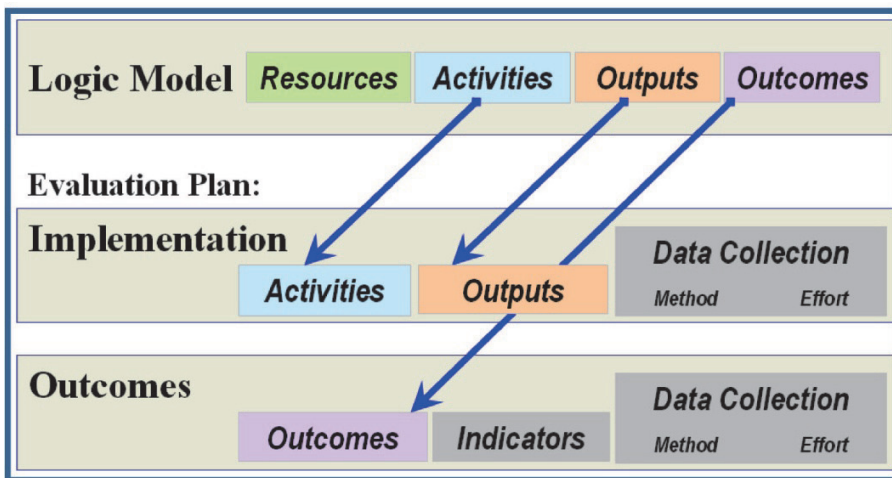 Logic Model Resources Activities Outputs Outcomes
Evaluation Plan:
Implementation
Activities Outputs Data Collection
Method Effort
Outcomes
Outcomes Indicators Data Collection
Method Effort